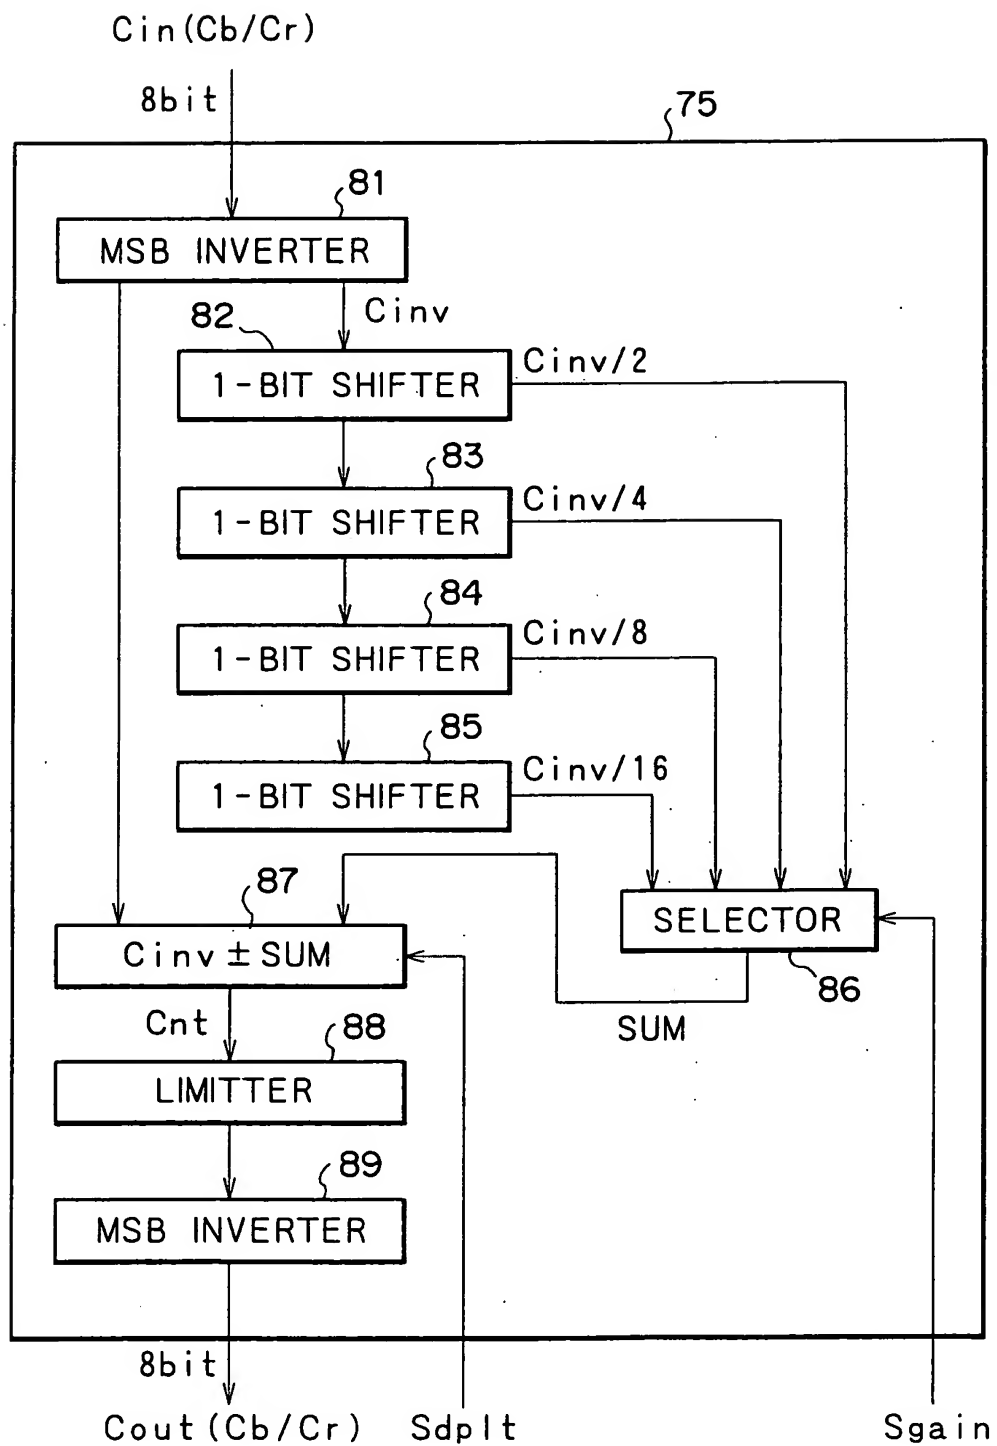 Cin(Cb/Cr)
8bit
75
81
MSB INVERTER
Cinv
82
1-BIT SHIFTER
Cinv/2
83
1-BIT SHIFTER
Cinv/4
84
1-BIT SHIFTER
Cinv/8
85
1-BIT SHIFTER
Cinv/16
87
Cinv±SUM
SELECTOR
86
SUM
Cnt
88
LIMITTER
89
MSB INVERTER
8bit
Cout(Cb/Cr)
Sdplt
Sgain